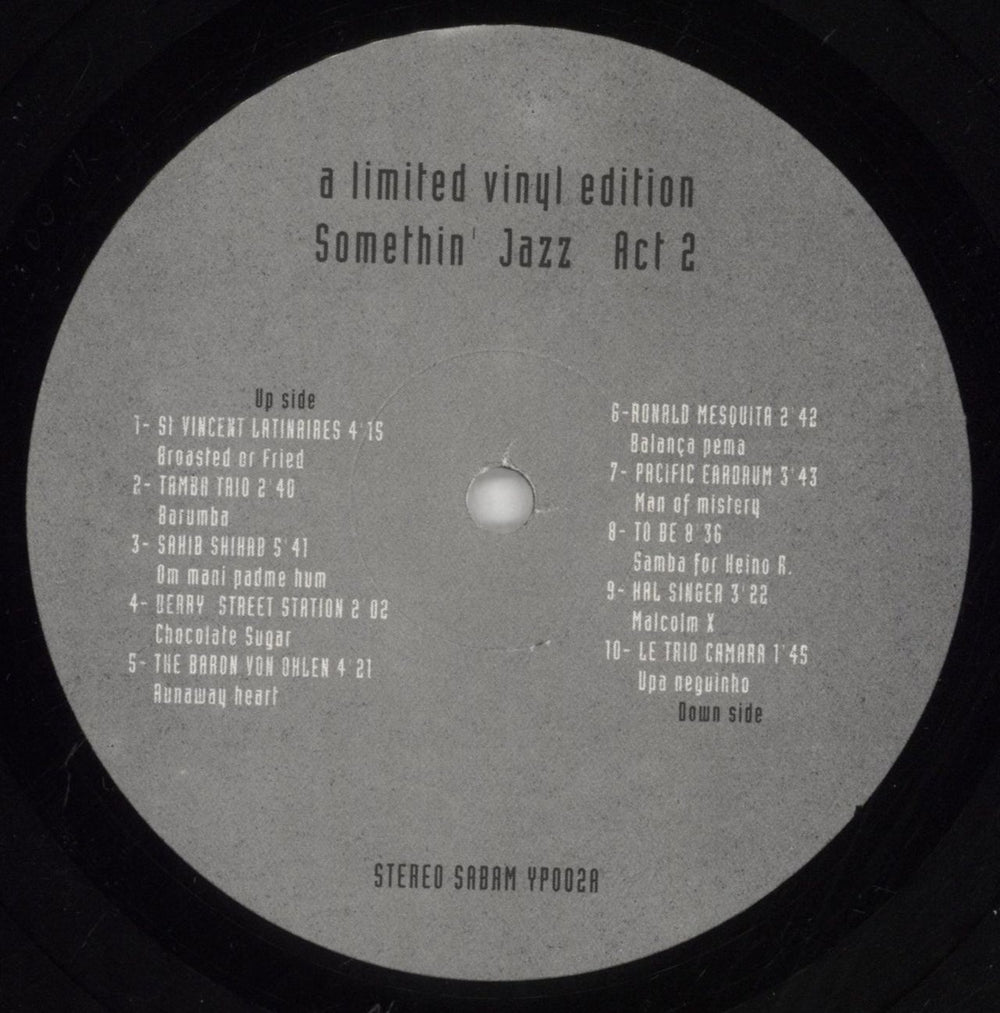 a limited vinyl edition
Somethin' Jazz Act 2
Up side
1- SI VINCENT LATINAIRES 4'15
Broasted or Fried
2- TAMBA TRIO 2'40
Barumba
3- SAHIB SHIHAB 5'41
Om mani padme hum
4- BERRY STREET STATION 2'02
Chocolate Sugar
5- THE BARON VON OHLEN 4'21
Runaway heart
6-RONALD MESQUITA 2'42
Balança pema
7- PACIFIC EARDRUM 3'43
Man of mistery
8- TO BE 8'36
Samba for Heino R.
9- HAL SINGER 3'22
Malcolm X
10- LE TRIO CAMARA 1'45
Upa neguinho
Down side
STEREO SABAM YP002A